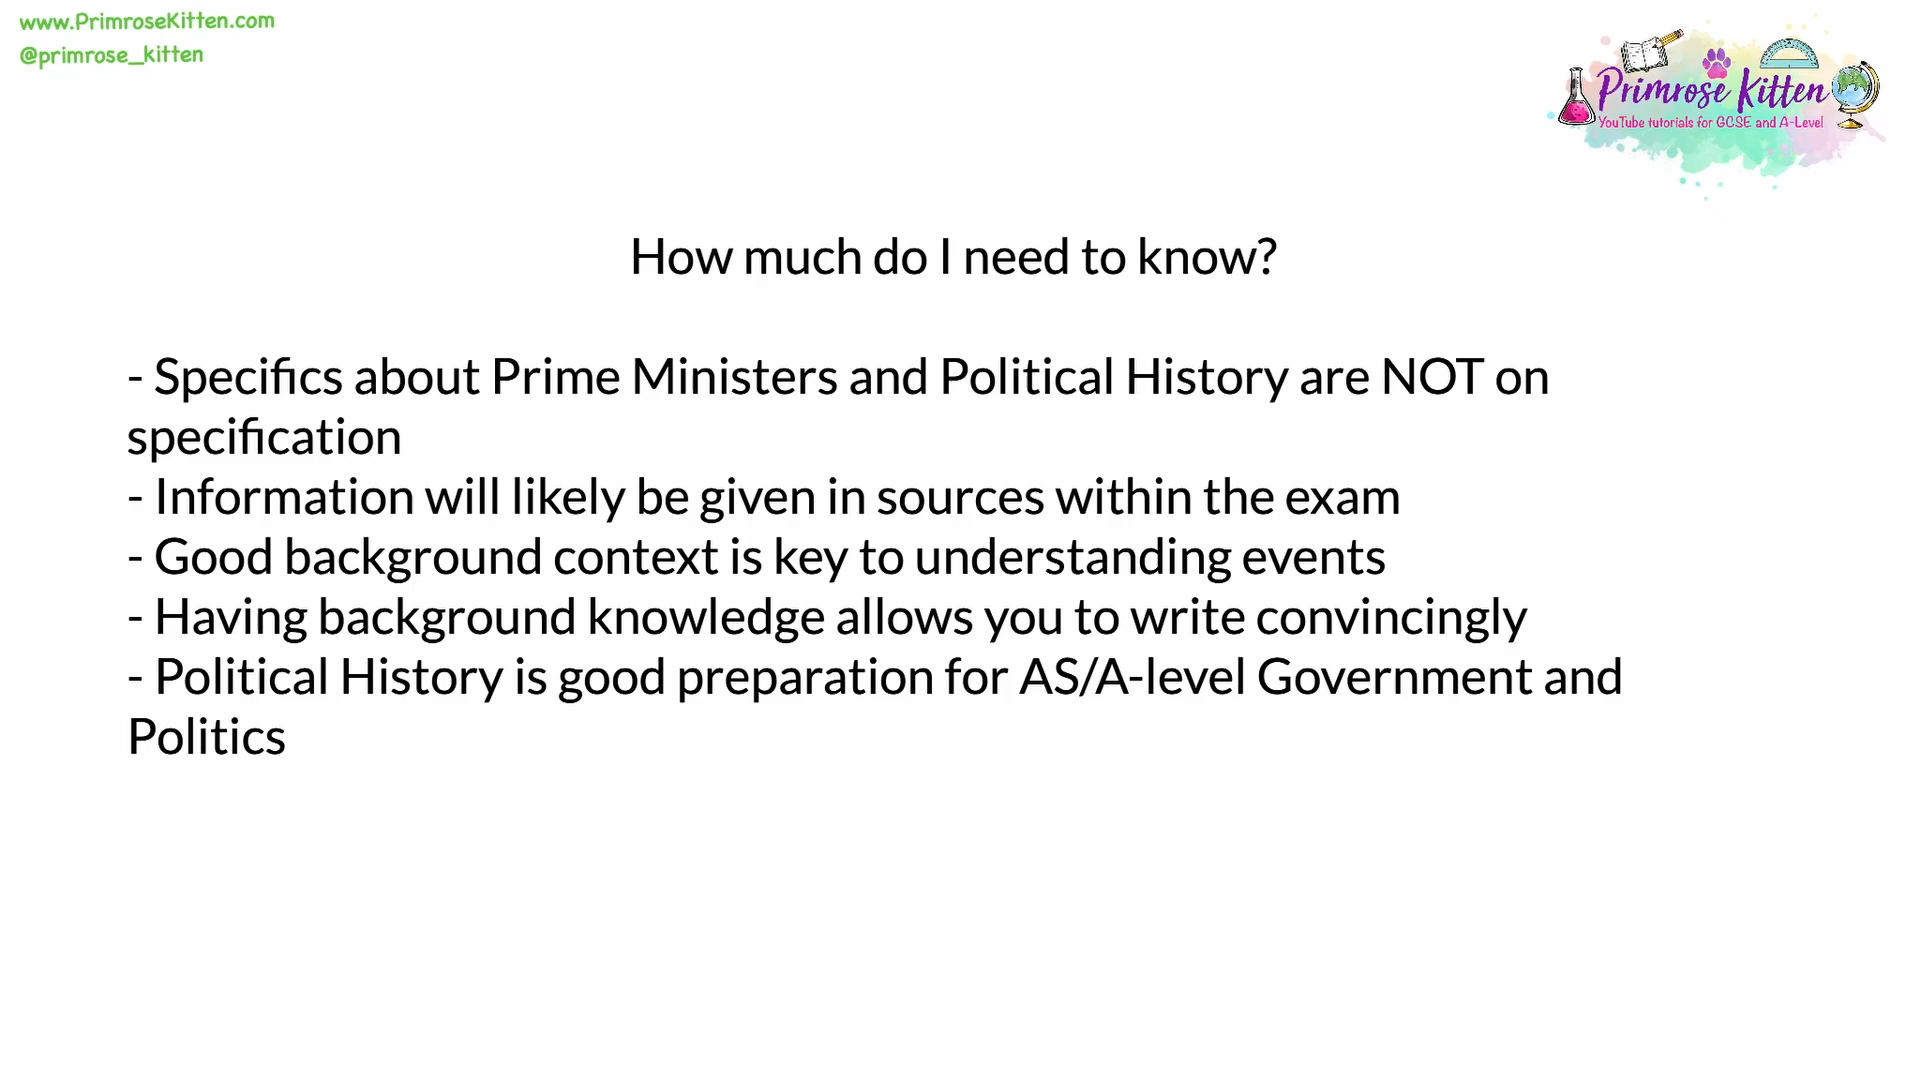 www.PrimroseKitten.com
@primrose_kitten
Primrose Kitten
YouTube tutorials for GCSE and A-Level
How much do I need to know?
- Specifics about Prime Ministers and Political History are NOT on
specification
- Information will likely be given in sources within the exam
- Good background context is key to understanding events
- Having background knowledge allows you to write convincingly
- Political History is good preparation for AS/A-level Government and
Politics